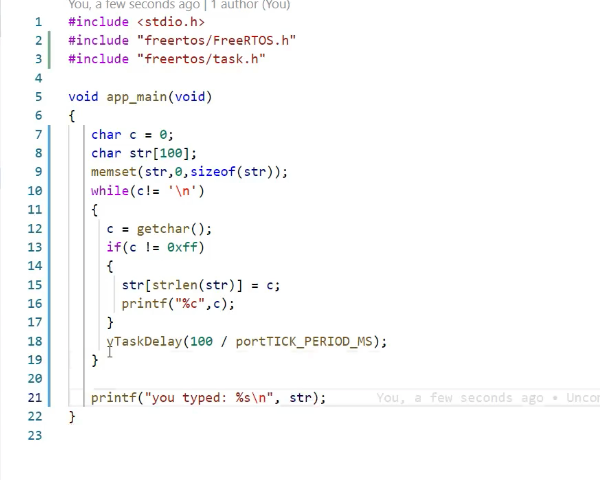 You, a few seconds ago | 1 author (You)
1 #include <stdio.h>
2 #include "freertos/FreeRTOS.h"
3 #include "freertos/task.h"
4
5 void app_main(void)
6 {
7 char c = 0;
8 char str[100];
9 memset(str,0,sizeof(str));
10 while(c!= '\n')
11 {
12 c = getchar();
13 if(c != 0xff)
14 {
15 str[strlen(str)] = c;
16 printf("%c",c);
17 }
18 vTaskDelay(100 / portTICK_PERIOD_MS);
19 }
20
21 printf("you typed: %s\n", str); You, a few seconds ago • Uncom
22 }
23